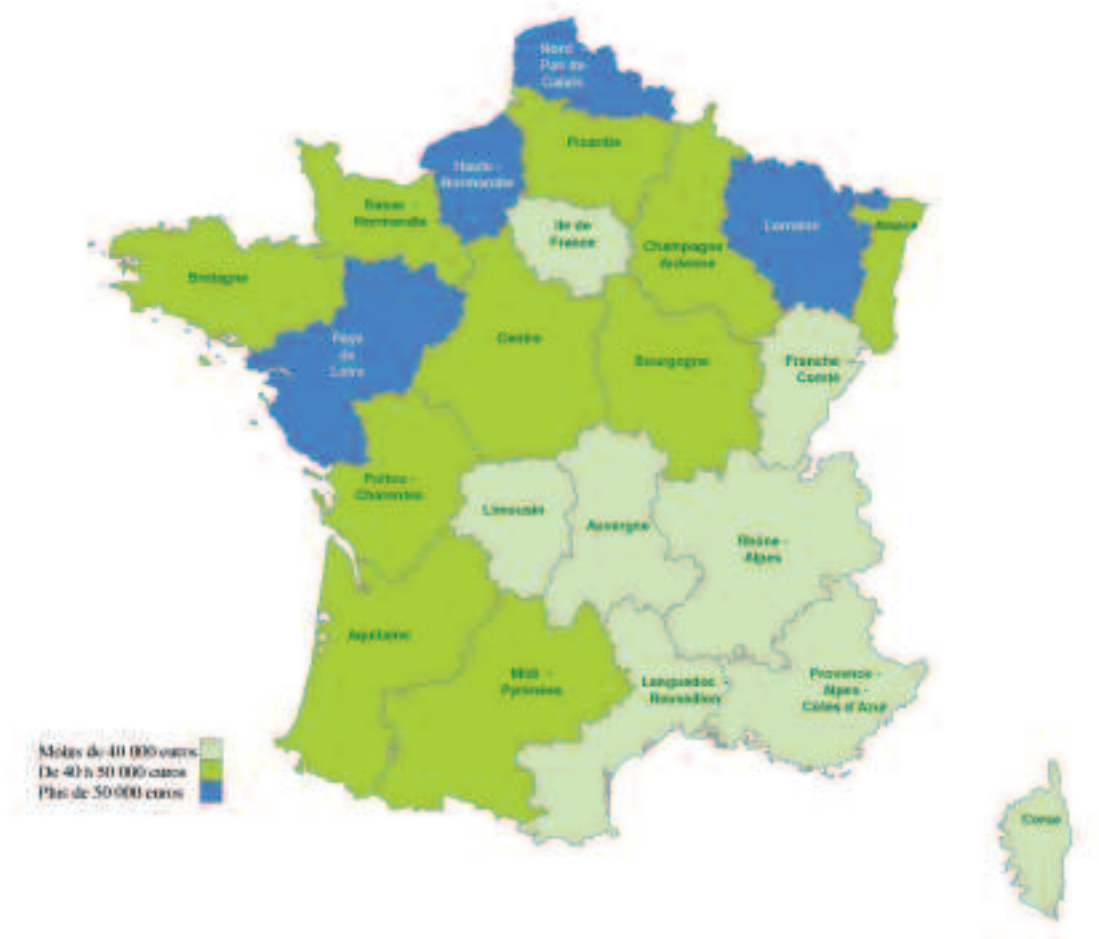 Nord -
Pas de
Calais
Picardie
Haute -
Normandie
Basse -
Normandie
Ile de
France
Champagne
Ardenne
Lorraine
Alsace
Bretagne
Pays
de
Loire
Centre
Bourgogne
Franche -
Comté
Poitou -
Charentes
Limousin
Auvergne
Rhône -
Alpes
Aquitaine
Midi -
Pyrénées
Languedoc -
Roussillon
Provence -
Alpes -
Côtes d'Azur
Moins de 40 000 euros
De 40 à 50 000 euros
Plus de 50 000 euros
Corse